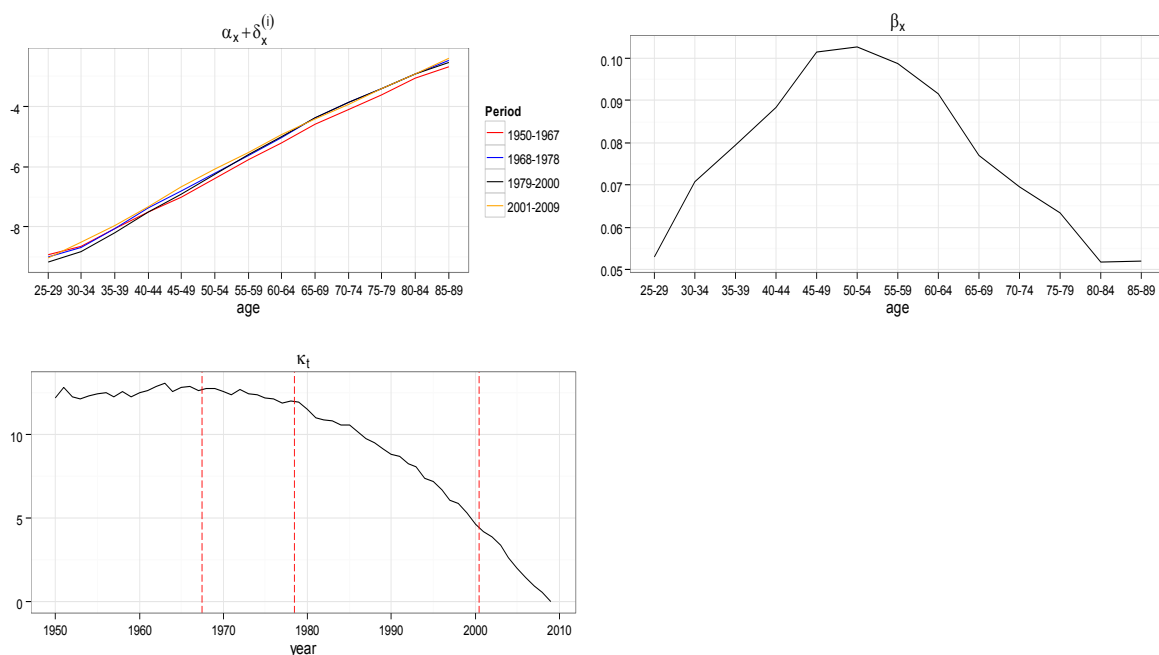 αx+δx(i)
-4
-6
-8
25-29 30-34 35-39 40-44 45-49 50-54 55-59 60-64 65-69 70-74 75-79 80-84 85-89
age
Period
1950-1967
1968-1978
1979-2000
2001-2009
βx
0.10
0.09
0.08
0.07
0.06
0.05
25-29 30-34 35-39 40-44 45-49 50-54 55-59 60-64 65-69 70-74 75-79 80-84 85-89
age
κt
10
5
0
1950 1960 1970 1980 1990 2000 2010
year